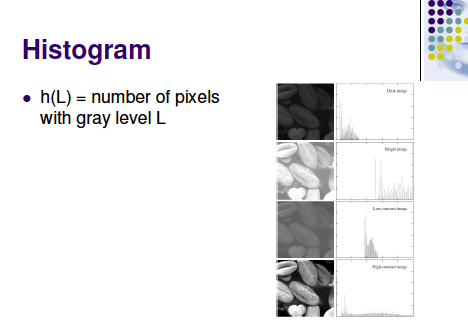 Histogram
● h(L) = number of pixels
with gray level L
Dark image
Bright image
Low-contrast image
High-contrast image